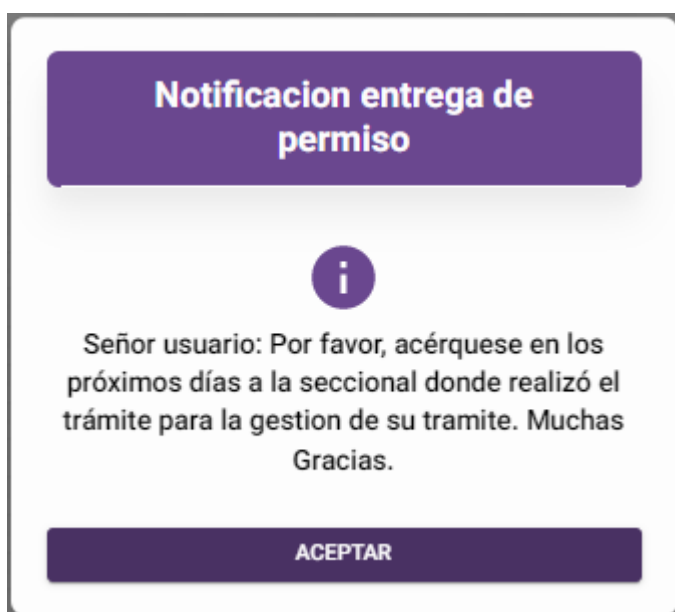 Notificacion entrega de
permiso
i
Señor usuario: Por favor, acérquese en los
próximos días a la seccional donde realizó el
trámite para la gestion de su tramite. Muchas
Gracias.
ACEPTAR